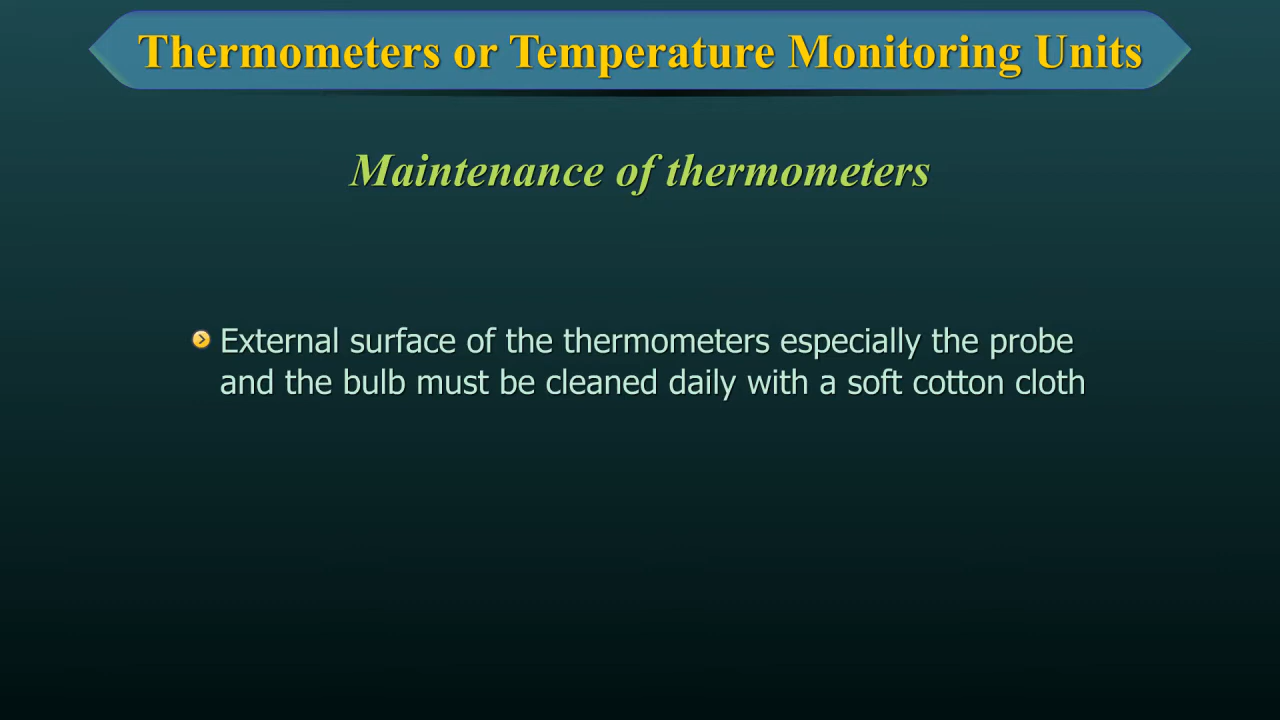 Thermometers or Temperature Monitoring Units
Maintenance of thermometers
External surface of the thermometers especially the probe
and the bulb must be cleaned daily with a soft cotton cloth